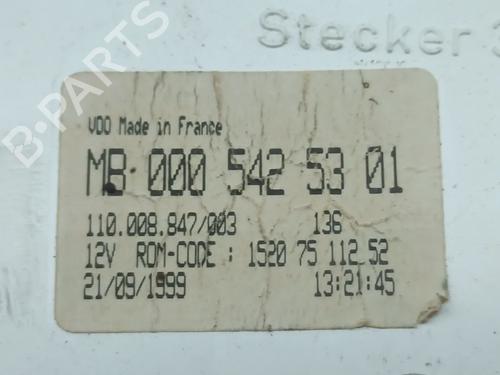 Stecker
B-PARTS
VDO Made in France
MB 000 542 53 01
110.008.847/003 136
12V ROM-CODE : 1520 75 112 52
21/09/1999 13:21:45